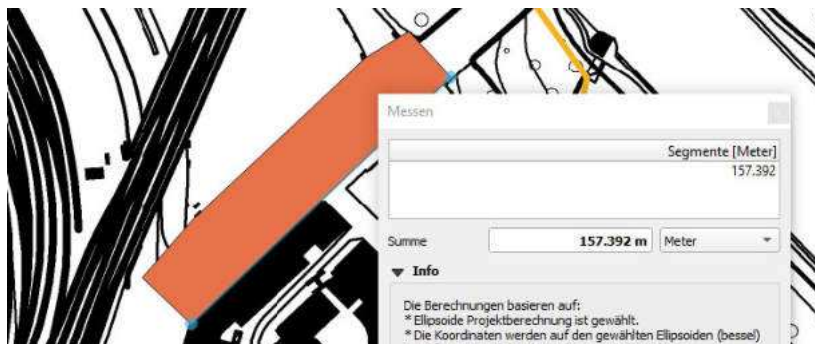 Messen
Segmente [Meter]
157.392
Summe 157.392 m Meter
Info
Die Berechnungen basieren auf:
* Ellipsoide Projektberechnung ist gewählt.
* Die Koordinaten werden auf den gewählten Ellipsoiden (bessel)